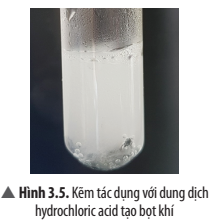 ▲ Hình 3.5. Kẽm tác dụng với dung dịch
hydrochloric acid tạo bọt khí